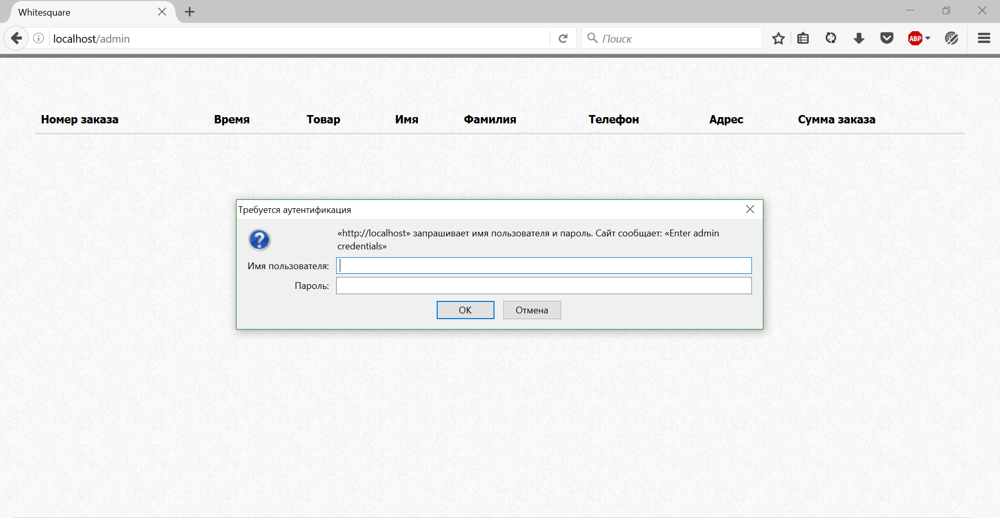 Whitesquare
localhost/admin
Поиск
ABP
Номер заказа Время Товар Имя Фамилия Телефон Адрес Сумма заказа
Требуется аутентификация
«http://localhost» запрашивает имя пользователя и пароль. Сайт сообщает: «Enter admin
credentials»
Имя пользователя:
Пароль:
OK Отмена